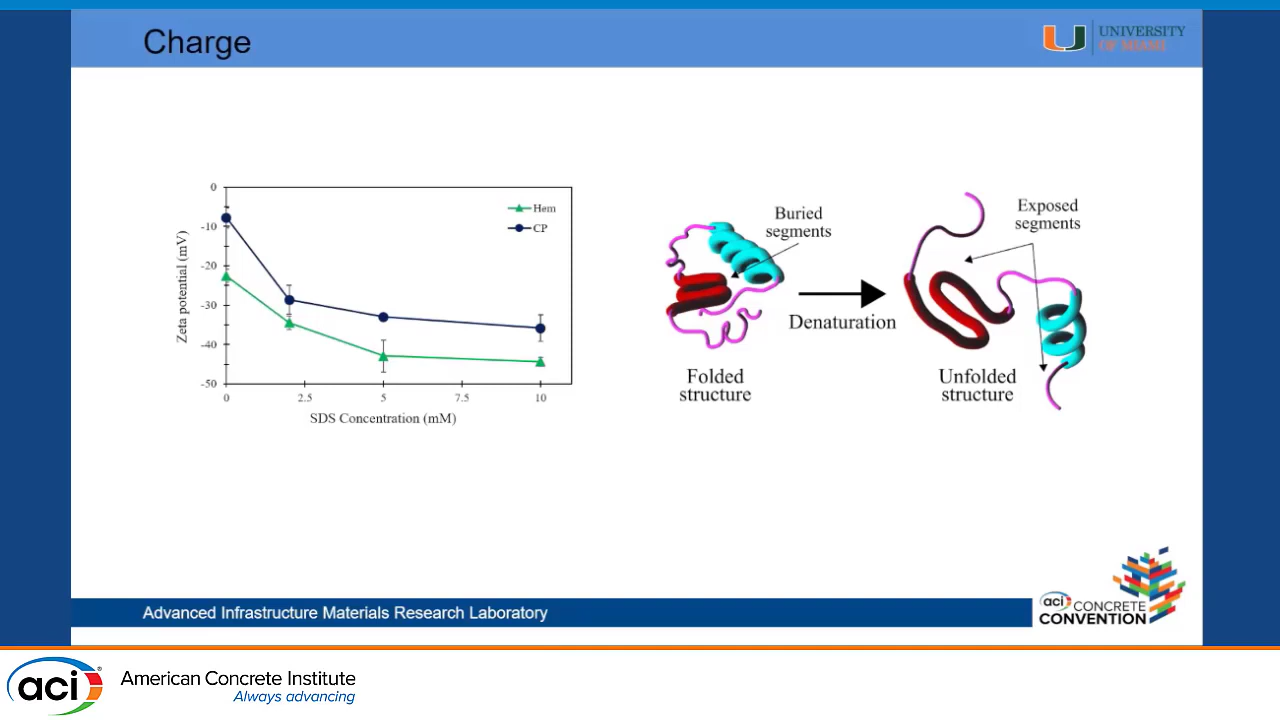 Charge
UNIVERSITY
OF MIAMI
0
-10
-20
-30
-40
-50
Zeta potential (mV)
Hem
CP
0
2.5
5
7.5
10
SDS Concentration (mM)
Buried
segments
Denaturation
Folded
structure
Exposed
segments
Unfolded
structure
Advanced Infrastructure Materials Research Laboratory
aci CONCRETE
CONVENTION
aci
®
American Concrete Institute
Always advancing